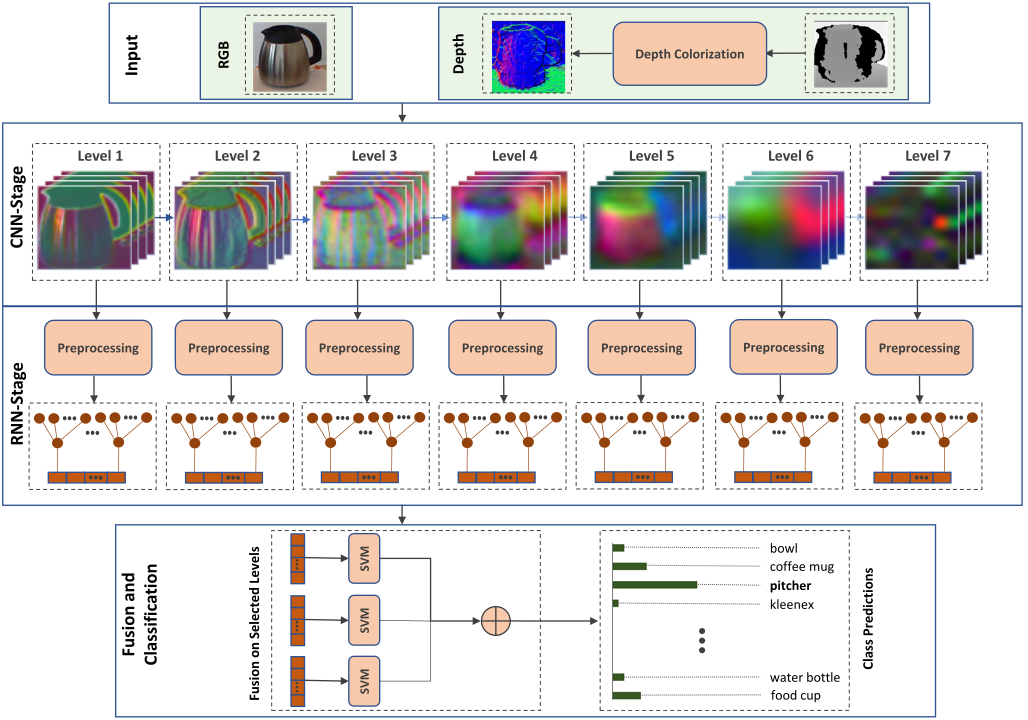 Input
RGB
Depth
Depth Colorization
CNN-Stage
Level 1
Level 2
Level 3
Level 4
Level 5
Level 6
Level 7
RNN-Stage
Preprocessing
Preprocessing
Preprocessing
Preprocessing
Preprocessing
Preprocessing
Preprocessing
Fusion and
Classification
Fusion on Selected Levels
SVM
SVM
SVM
bowl
coffee mug
pitcher
kleenex
water bottle
food cup
Class Predictions